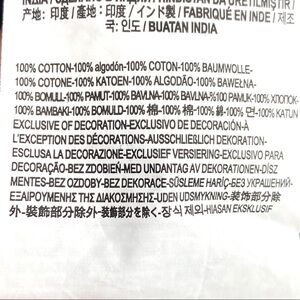 产地: 印度 / 產地: 印度 / インド製 / FABRIQUÉ EN INDE / 제조
국: 인도 / BUATAN INDIA
100% COTTON-100% algodón-100% COTON-100% BAUMWOLLE-
100% COTONE-100% KATOEN-100% ALGODÃO-100% BAWEŁNA-
100% BOMULL-100% PAMUT-100% BAVLNA-100% BAVLNA-%100 PAMUK-100% ХЛОПОК-
100% ΒΑΜΒΑΚΙ-100% BOMULD-100% 棉-100% 棉-100% 綿-100% 면-100% KATUN
EXCLUSIVE OF DECORATION-EXCLUSIVO DE DECORACIÓN-À
L'EXCEPTION DES DÉCORATIONS-AUSSCHLIEßLICH DEKORATION-
ESCLUSA LA DECORAZIONE-EXCLUSIEF VERSIERING-EXCLUSIVO PARA
DECORAÇÃO-BEZ ZDOBIEŃ-MED UNDANTAG AV DEKORATIONEN-DÍSZ
MENTES-BEZ OZDOBY-BEZ DEKORACE-SÜSLEME HARİÇ-БЕЗ УКРАШЕНИЙ-
ΕΞΑΙΡΟΥΜΕΝΗΣ ΤΗΣ ΔΙΑΚΟΣΜΗΣΗΣ-UDEN UDSMYKNING-装饰部分除
外-裝飾部分除外-装飾部分を除く-장식 제외-HIASAN EKSKLUSIF